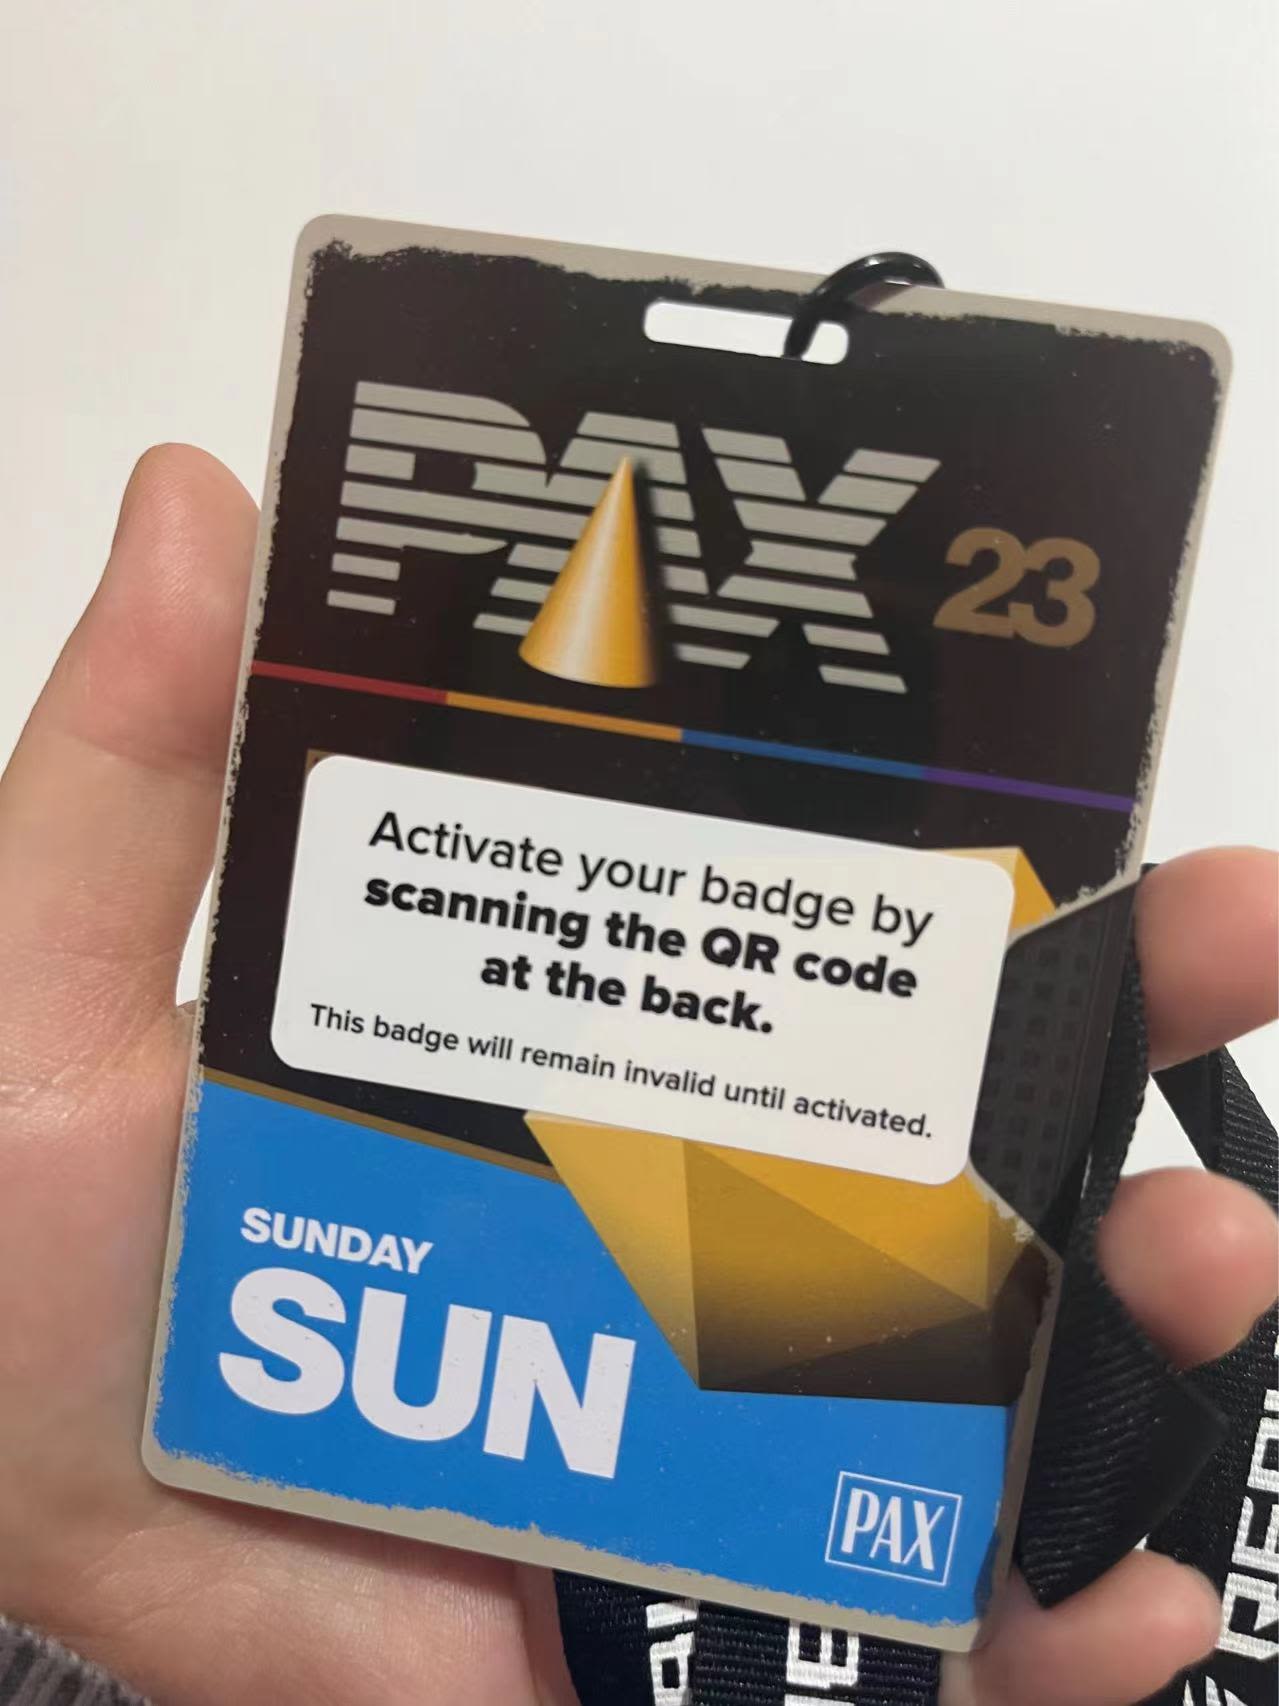 PAX 23
Activate your badge by
scanning the QR code
at the back.
This badge will remain invalid until activated.
SUNDAY
SUN
PAX